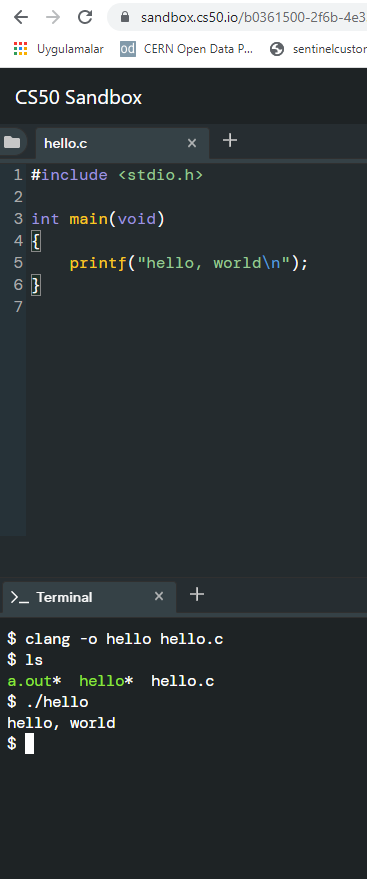 sandbox.cs50.io/b0361500-2f6b-4e3
Uygulamalar od CERN Open Data P... sentinelcustor
CS50 Sandbox
hello.c × +
1 #include <stdio.h>
2
3 int main(void)
4 {
5     printf("hello, world\n");
6 }
7
>_ Terminal × +
$ clang -o hello hello.c
$ ls
a.out*  hello*  hello.c
$ ./hello
hello, world
$